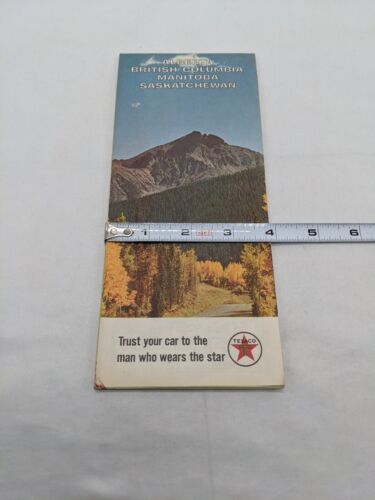 ALBERTA
BRITISH COLUMBIA
MANITOBA
SASKATCHEWAN
1 2 3 4 5 6
Trust your car to the
man who wears the star
TEXACO